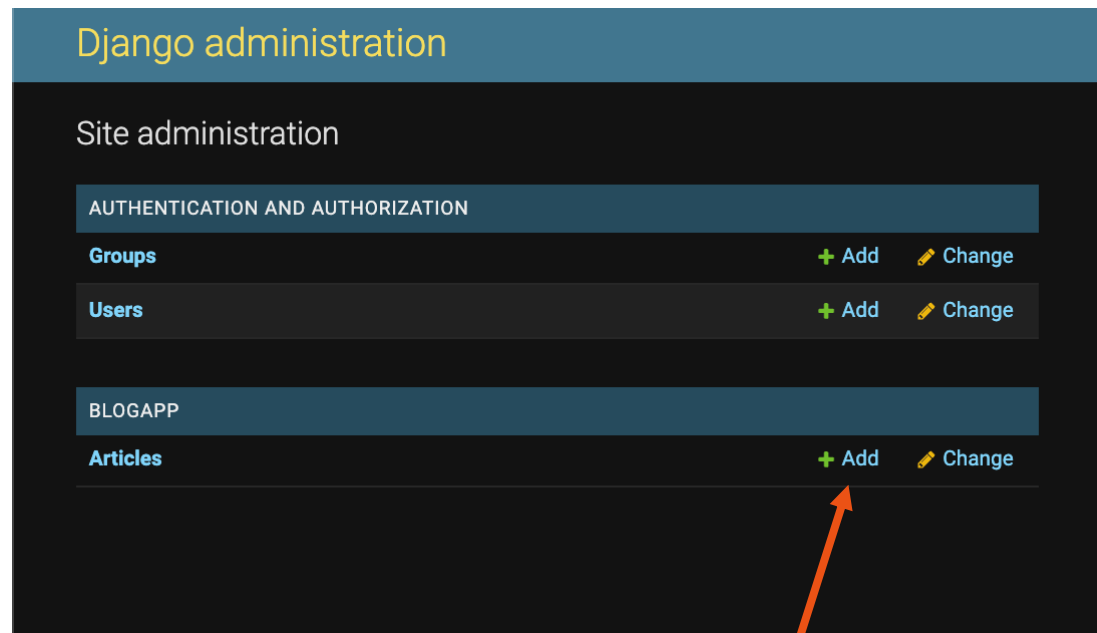 Django administration
Site administration
AUTHENTICATION AND AUTHORIZATION
Groups Add Change
Users Add Change
BLOGAPP
Articles Add Change